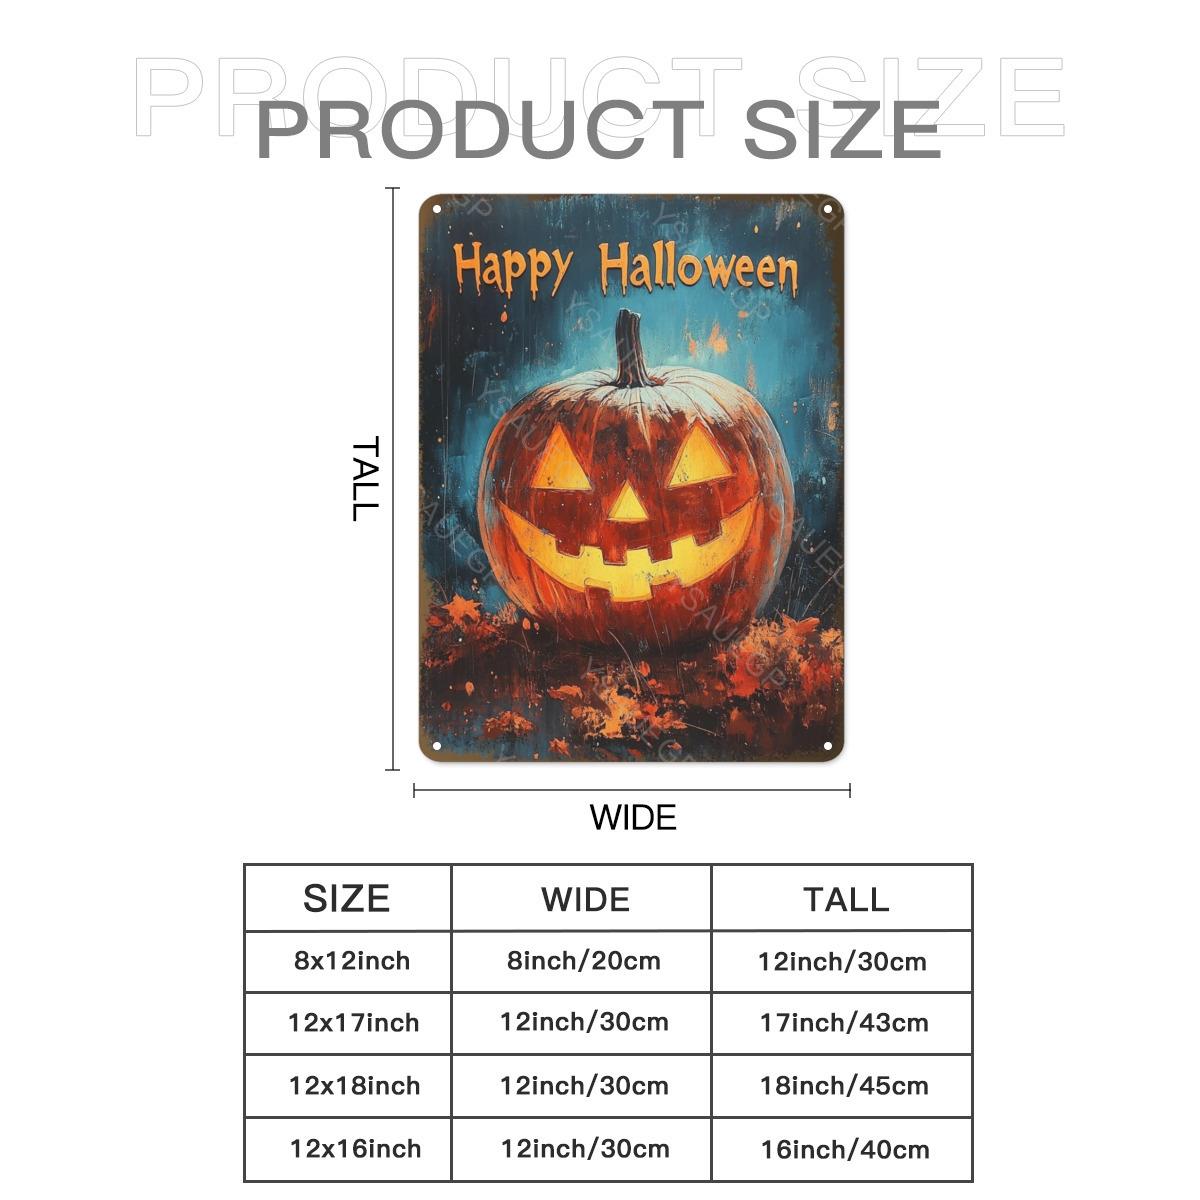 PRODUCT SIZE
PRODUCT SIZE
Happy Halloween
TALL
WIDE
SIZE WIDE TALL
8x12inch 8inch/20cm 12inch/30cm
12x17inch 12inch/30cm 17inch/43cm
12x18inch 12inch/30cm 18inch/45cm
12x16inch 12inch/30cm 16inch/40cm
YSAUEGP